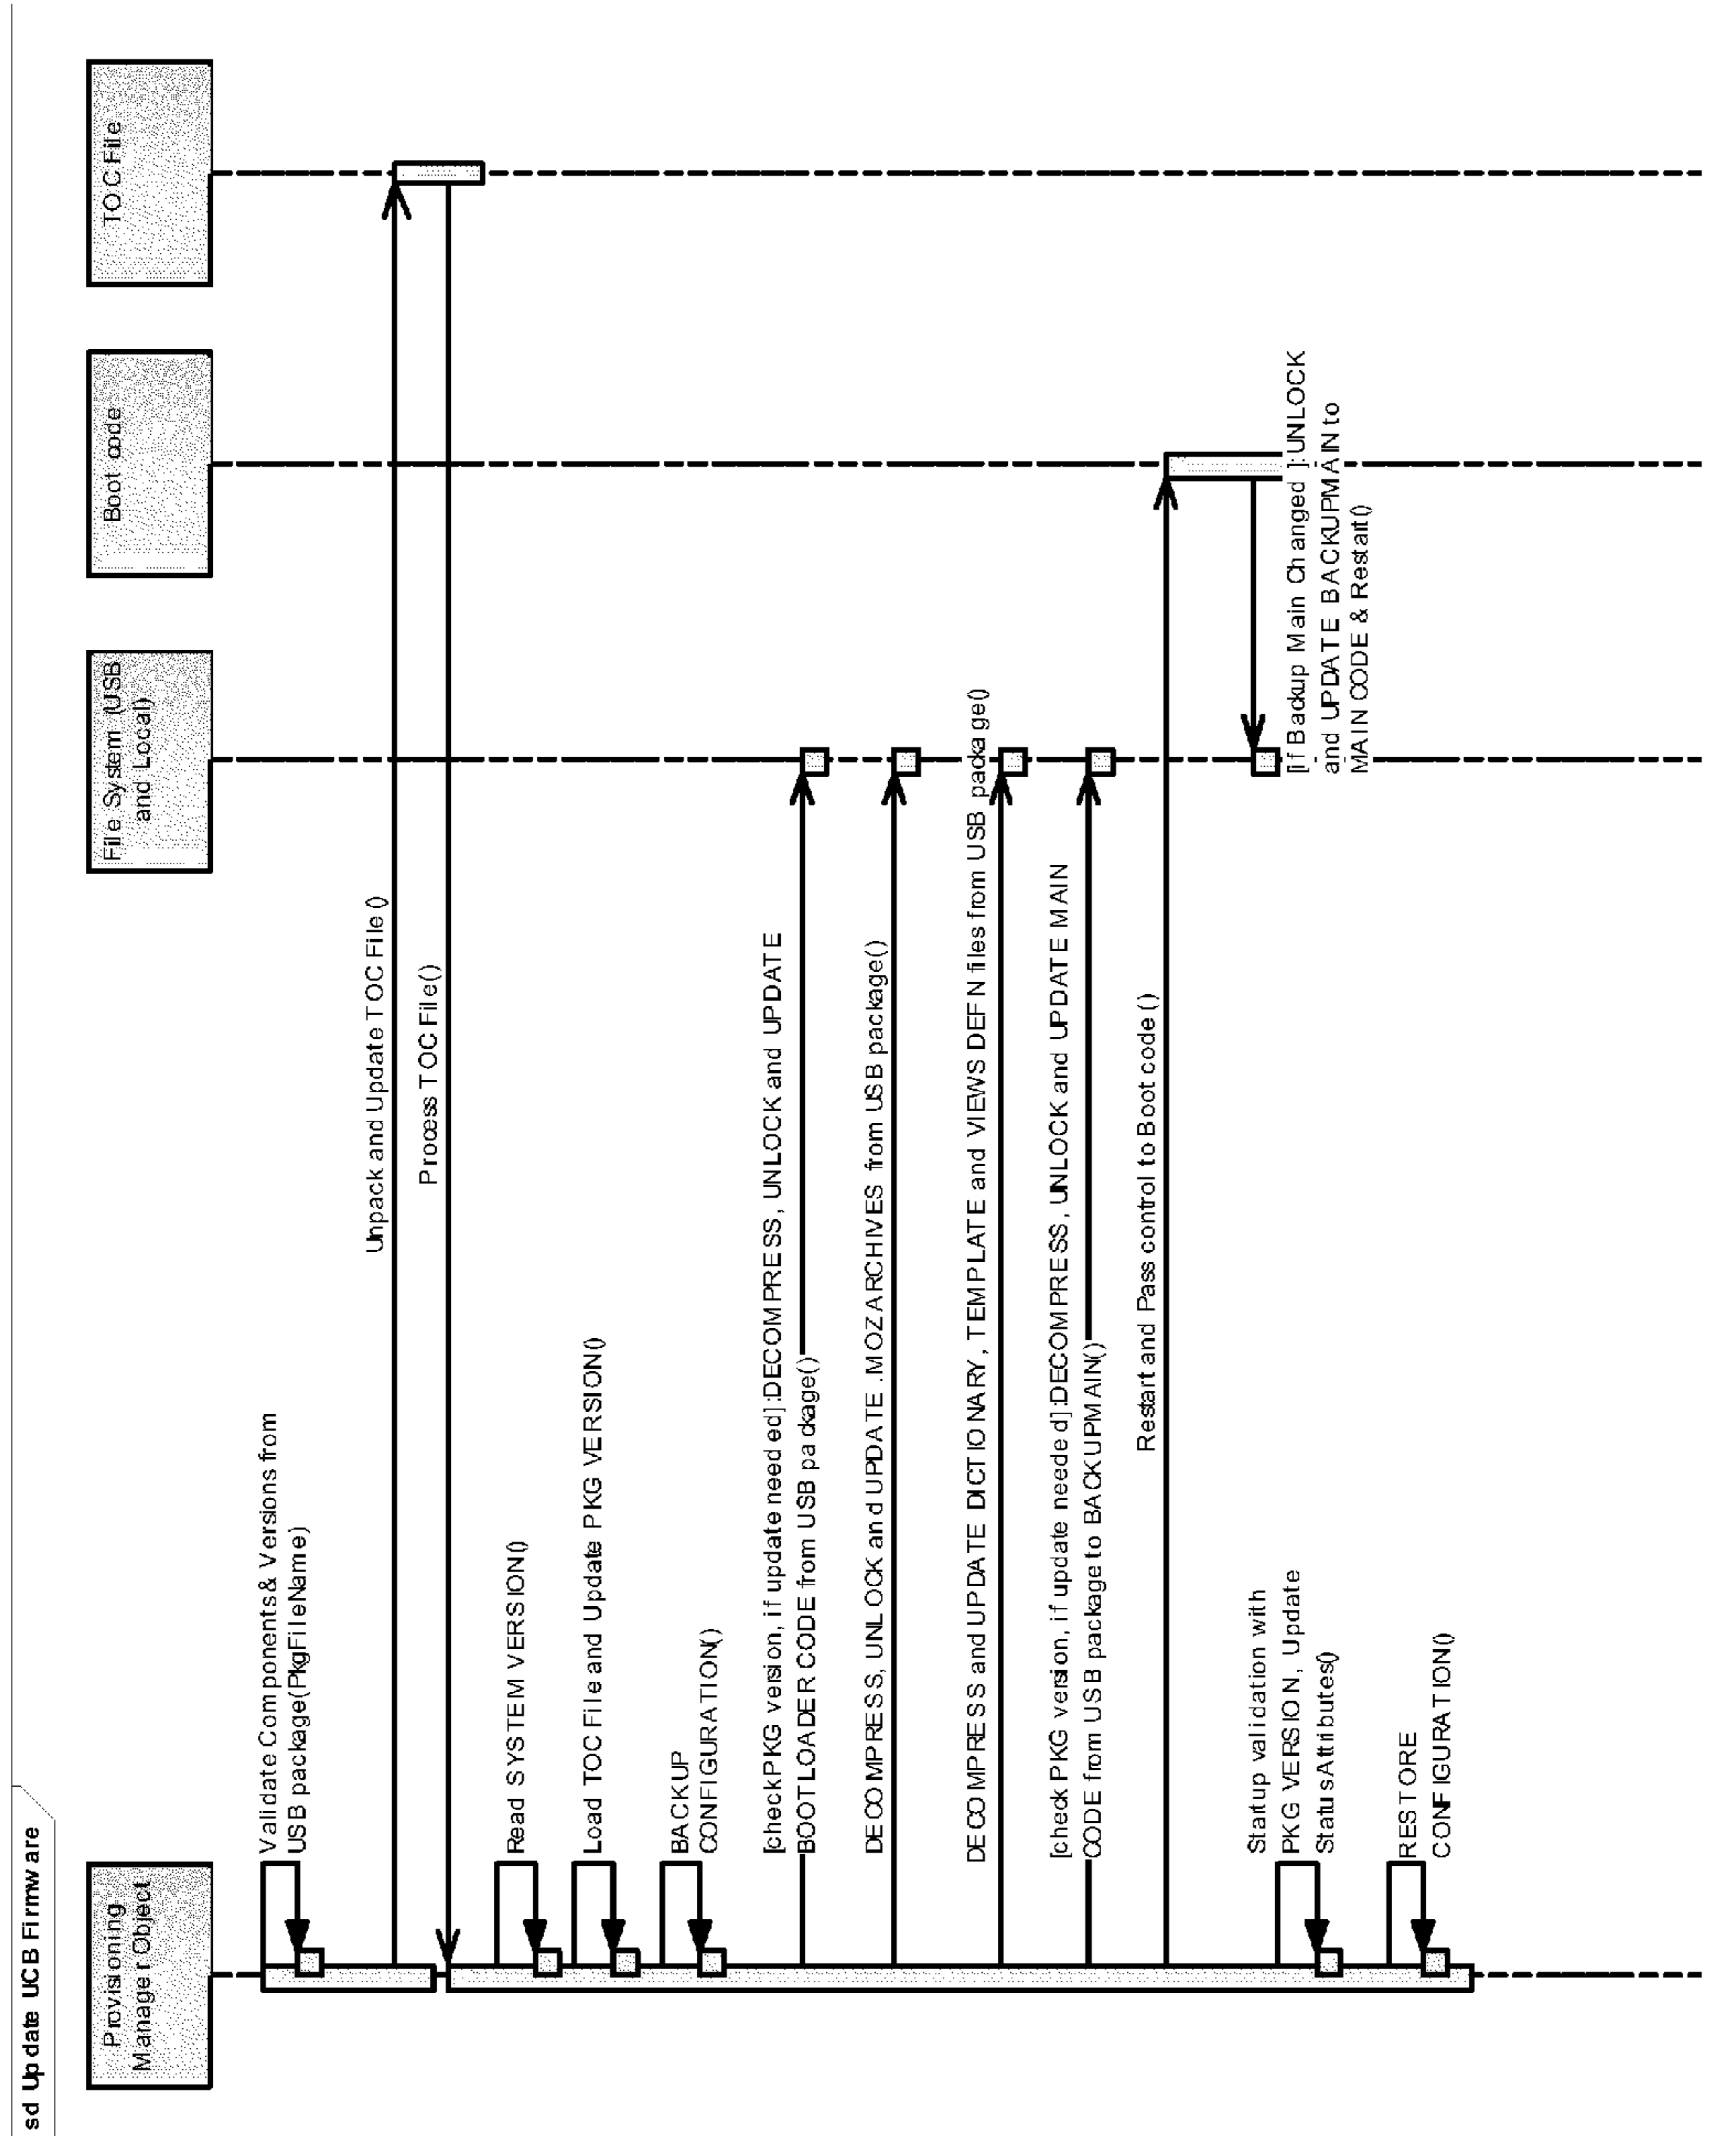 sd Update UCB Firmware
Provisioning
Manager Object
File System (USB
and Local)
Boot code
TOC File
Validate Components & Versions from
USB package(PkgFileName)
Unpack and Update TOC File ()
Process TOC File()
Read SYSTEM VERSION()
Load TOC File and Update PKG VERSION()
BACKUP
CONFIGURATION()
[check PKG version, if update needed]:DECOMPRESS, UNLOCK and UPDATE
BOOTLOADER CODE from USB package()
DECOMPRESS, UNLOCK and UPDATE .MOZ ARCHIVES from USB package()
DECOMPRESS and UPDATE DICTIONARY, TEMPLATE and VIEWS DEFN files from USB package()
[check PKG version, if update needed]:DECOMPRESS, UNLOCK and UPDATE MAIN
CODE from USB package to BACKUPMAIN()
Restart and Pass control to Boot code ()
[if Backup Main Changed ]:UNLOCK
and UPDATE BACKUPMAIN to
MAIN CODE & Restart()
Startup validation with
PKG VERSION, Update
StatusAttributes()
RESTORE
CONFIGURATION()